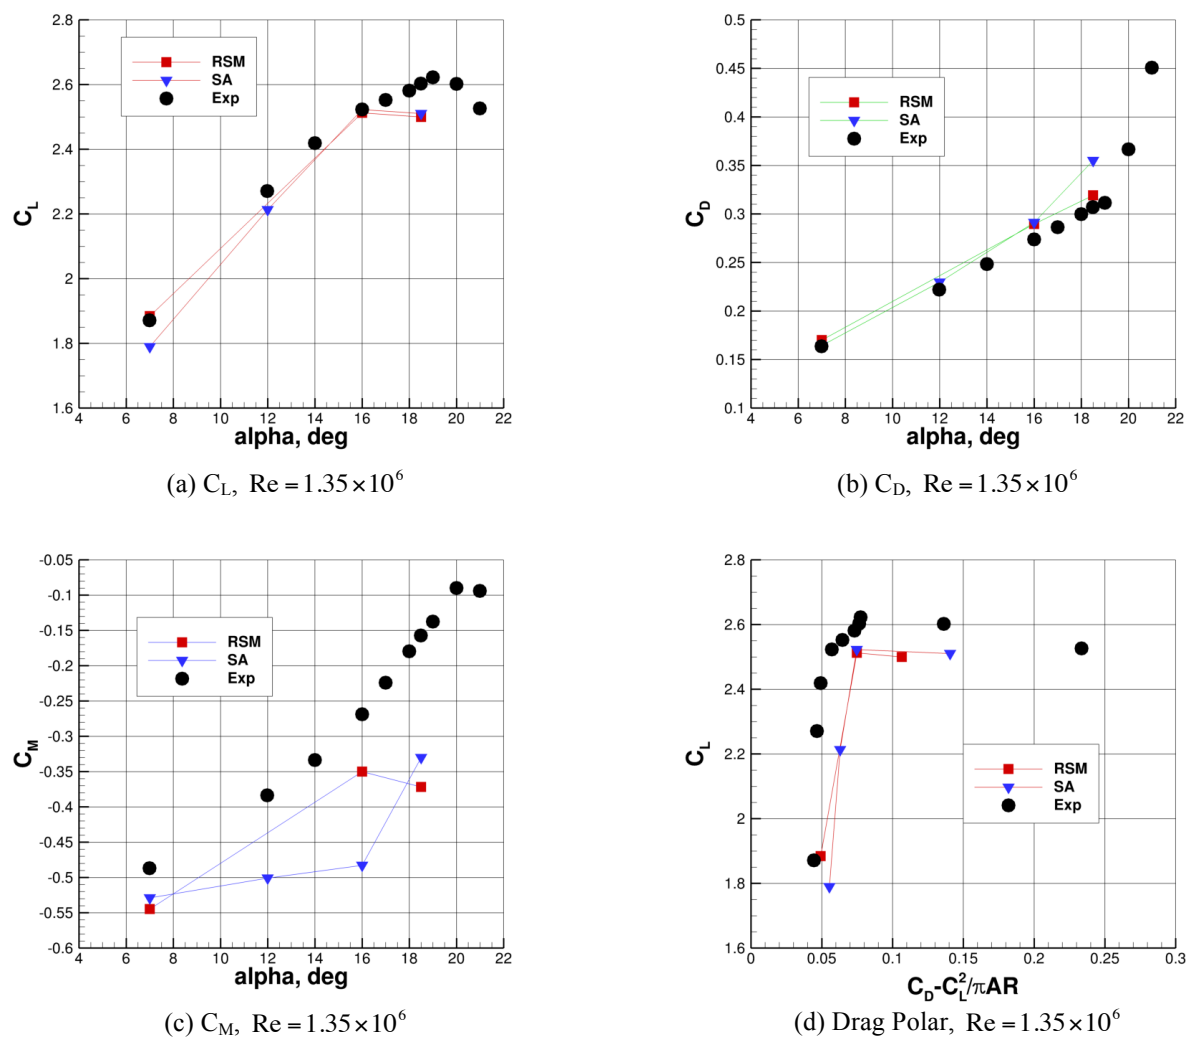 2.8
2.6
2.4
2.2
2
1.8
1.6
C_L
RSM
SA
Exp
4 6 8 10 12 14 16 18 20 22
alpha, deg
(a) C_L, Re = 1.35×10^6
0.5
0.45
0.4
0.35
0.3
0.25
0.2
0.15
0.1
C_D
RSM
SA
Exp
4 6 8 10 12 14 16 18 20 22
alpha, deg
(b) C_D, Re = 1.35×10^6
-0.05
-0.1
-0.15
-0.2
-0.25
-0.3
-0.35
-0.4
-0.45
-0.5
-0.55
-0.6
C_M
RSM
SA
Exp
4 6 8 10 12 14 16 18 20 22
alpha, deg
(c) C_M, Re = 1.35×10^6
2.8
2.6
2.4
2.2
2
1.8
1.6
C_L
RSM
SA
Exp
0 0.05 0.1 0.15 0.2 0.25 0.3
C_D-C_L^2/πAR
(d) Drag Polar, Re = 1.35×10^6